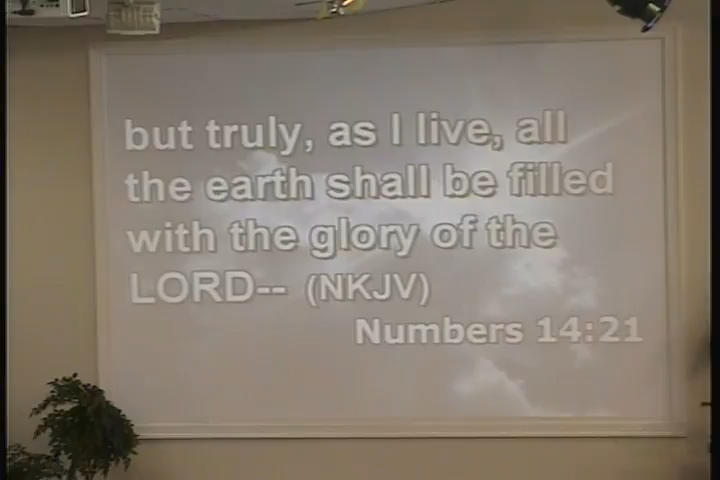 but truly, as I live, all
the earth shall be filled
with the glory of the
LORD-- (NKJV)
Numbers 14:21